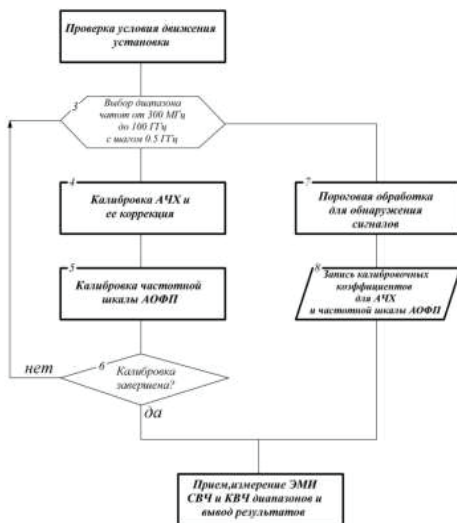 Проверка условия движения
установки
3
Выбор диапазона
чатот от 300 МГц
до 100 ГГц
с шагом 0.5 ГГц
4
Калибровка АЧХ и
ее коррекция
5
Калибровка частотной
шкалы АОФП
6
Калибровка
завершена?
нет
да
7
Пороговая обработка
для обнаружения
сигналов
8
Запись калибровочных
коэффициентов
для АЧХ
и частотной шкалы АОФП
Прием,измерение ЭМИ
СВЧ и КВЧ диапазонов и
вывод результатов